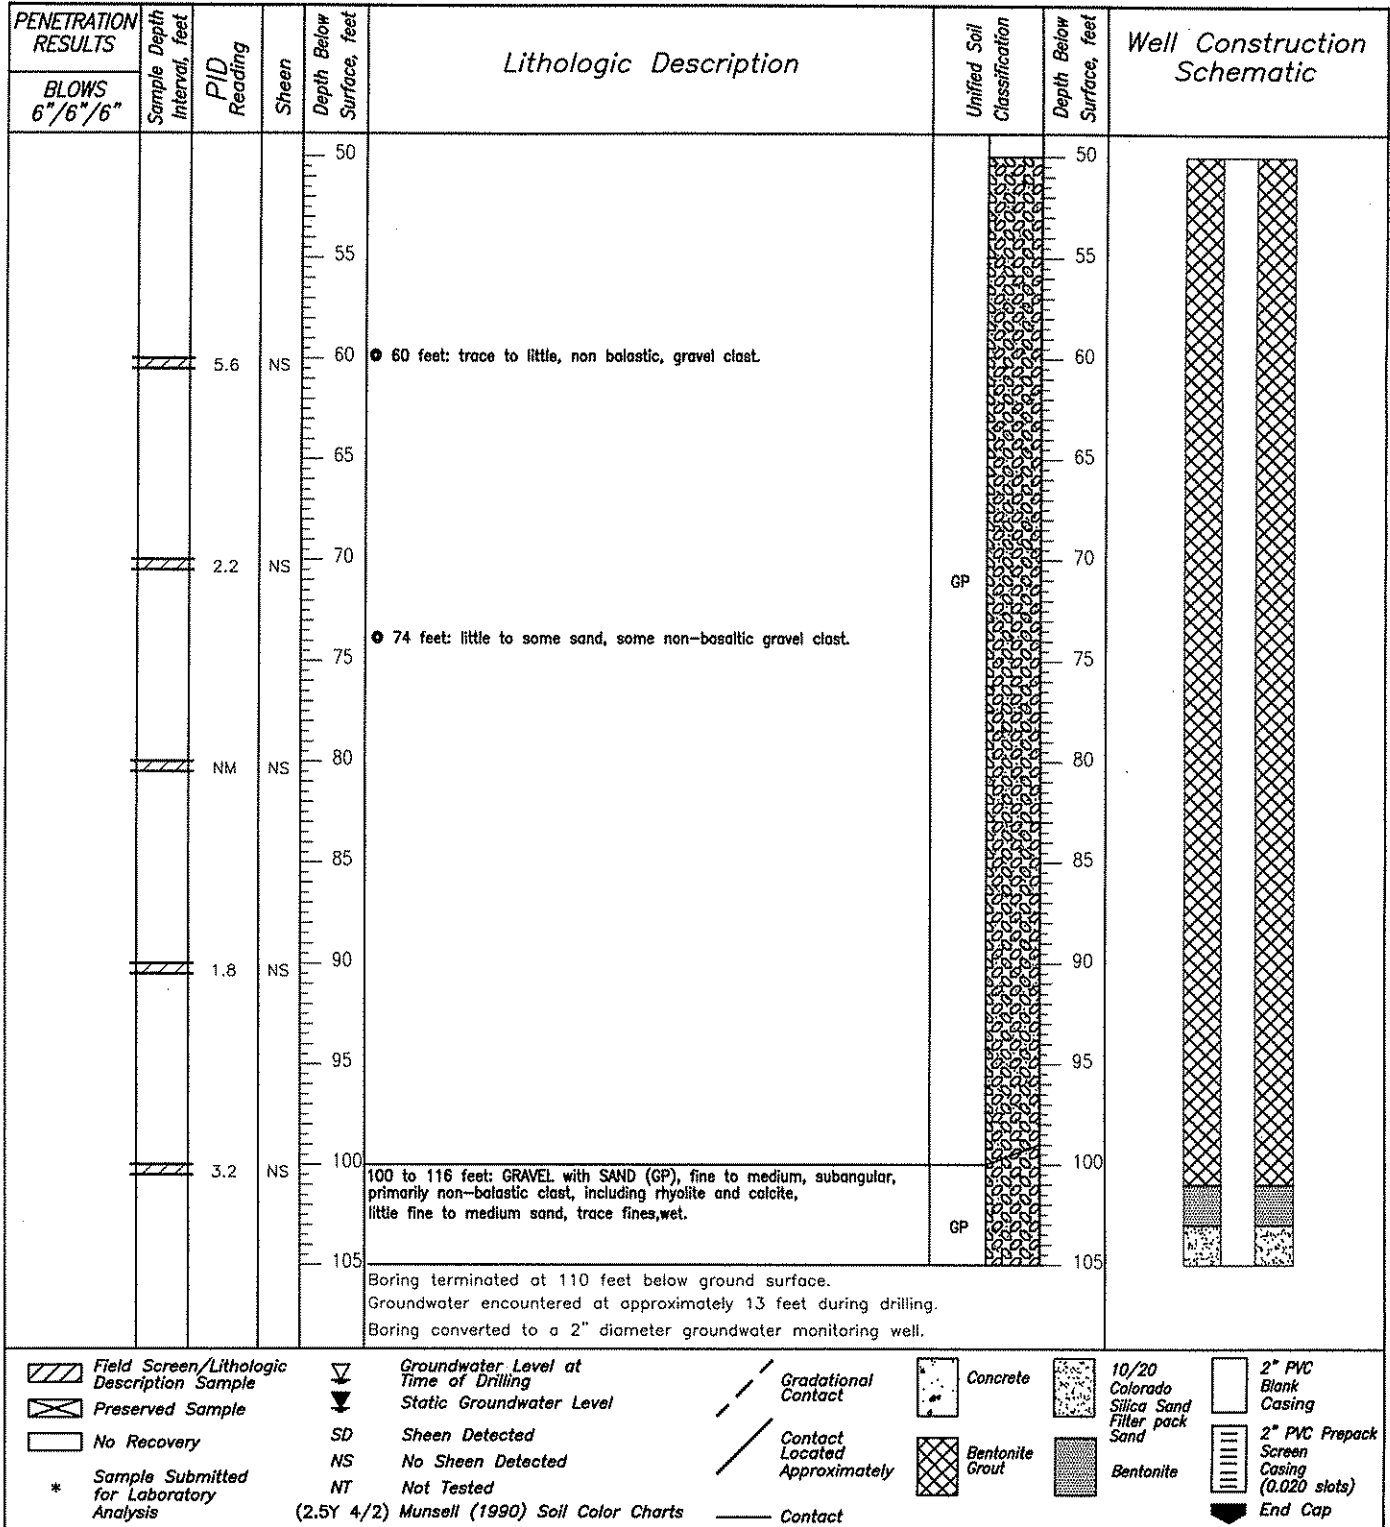 PENETRATION
RESULTS
BLOWS
6"/6"/6"
Sample Depth
Interval, feet
PID
Reading
Sheen
Depth Below
Surface, feet
Lithologic Description
Unified Soil
Classification
Depth Below
Surface, feet
Well Construction
Schematic
50
50
55
55
5.6
NS
60
60 feet: trace to little, non balastic, gravel clast.
60
65
65
2.2
NS
70
GP
70
74 feet: little to some sand, some non-basaltic gravel clast.
75
75
NM
NS
80
80
85
85
1.8
NS
90
90
95
95
3.2
NS
100
100
100 to 116 feet: GRAVEL with SAND (GP), fine to medium, subangular,
primarily non-balastic clast, including rhyolite and calcite,
little fine to medium sand, trace fines,wet.
GP
105
105
Boring terminated at 110 feet below ground surface.
Groundwater encountered at approximately 13 feet during drilling.
Boring converted to a 2" diameter groundwater monitoring well.
Field Screen/Lithologic
Description Sample
Preserved Sample
No Recovery
* Sample Submitted
for Laboratory
Analysis
Groundwater Level at
Time of Drilling
Static Groundwater Level
SD Sheen Detected
NS No Sheen Detected
NT Not Tested
(2.5Y 4/2) Munsell (1990) Soil Color Charts
Gradational
Contact
Contact
Located
Approximately
Contact
Concrete
Bentonite
Grout
10/20
Colorado
Silica Sand
Filter pack
Sand
Bentonite
2" PVC
Blank
Casing
2" PVC Prepack
Screen
Casing
(0.020 slots)
End Cap